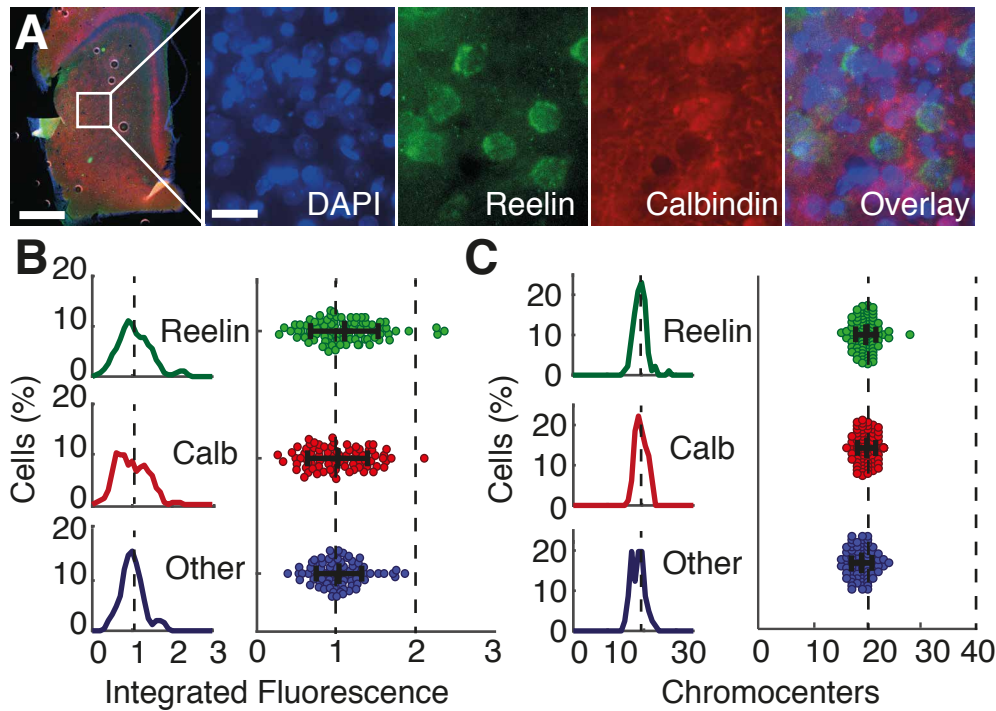 A
DAPI
Reelin
Calbindin
Overlay
B
20
10
0
Reelin
20
10
0
Calb
20
10
0
Other
Cells (%)
0 1 2 3
0 1 2 3
Integrated Fluorescence
C
20
10
0
Reelin
20
10
0
Calb
20
10
0
Other
Cells (%)
0 10 30
0 10 20 30 40
Chromocenters